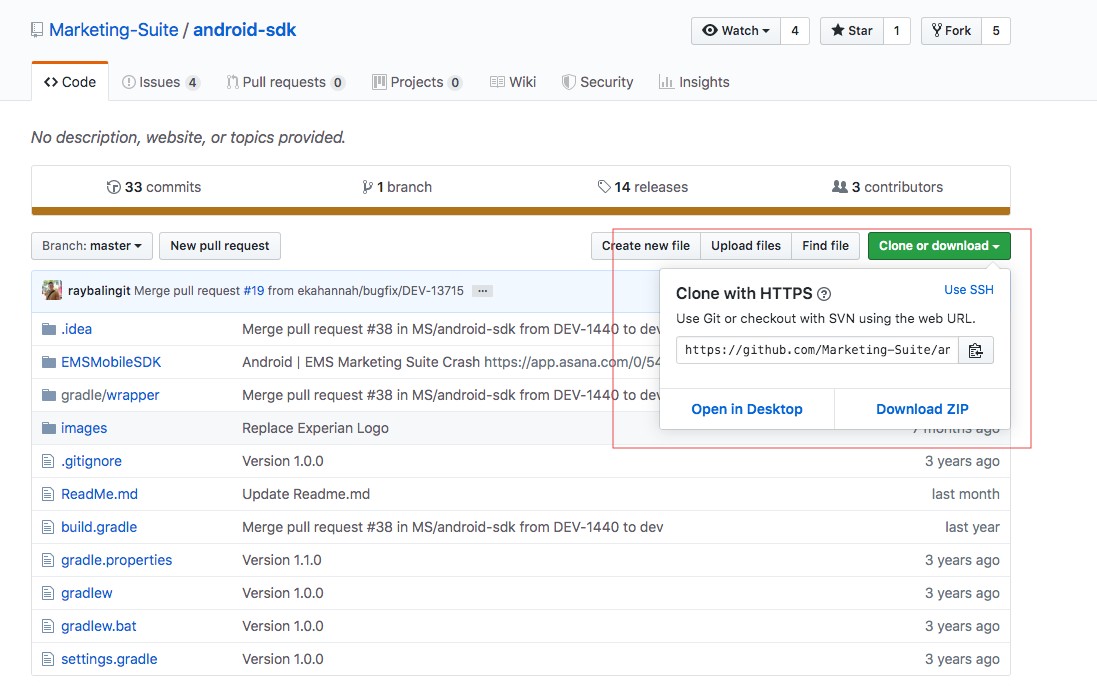 Marketing-Suite / android-sdk
Watch 4 Star 1 Fork 5
Code Issues 4 Pull requests 0 Projects 0 Wiki Security Insights
No description, website, or topics provided.
33 commits 1 branch 14 releases 3 contributors
Branch: master New pull request Create new file Upload files Find file Clone or download
raybalingit Merge pull request #19 from ekahannah/bugfix/DEV-13715 ...
Clone with HTTPS Use SSH
Use Git or checkout with SVN using the web URL.
https://github.com/Marketing-Suite/ar
Open in Desktop Download ZIP
.idea Merge pull request #38 in MS/android-sdk from DEV-1440 to dev
EMSMobileSDK Android | EMS Marketing Suite Crash https://app.asana.com/0/54
gradle/wrapper Merge pull request #38 in MS/android-sdk from DEV-1440 to dev
images Replace Experian Logo 7 months ago
.gitignore Version 1.0.0 3 years ago
ReadMe.md Update Readme.md last month
build.gradle Merge pull request #38 in MS/android-sdk from DEV-1440 to dev last year
gradle.properties Version 1.1.0 3 years ago
gradlew Version 1.0.0 3 years ago
gradlew.bat Version 1.0.0 3 years ago
settings.gradle Version 1.0.0 3 years ago